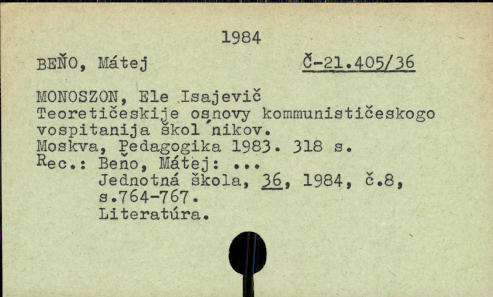 1984
BEŇO, Mátej Č-21.405/36
MONOSZON, Ele Isajevič
Teoretičeskije osnovy kommunističeskogo
vospitanija škol´nikov.
Moskva, Pedagogika 1983. 318 s.
Rec.: Beňo, Mátej: ...
Jednotná škola, 36, 1984, č.8,
s.764-767.
Literatúra.